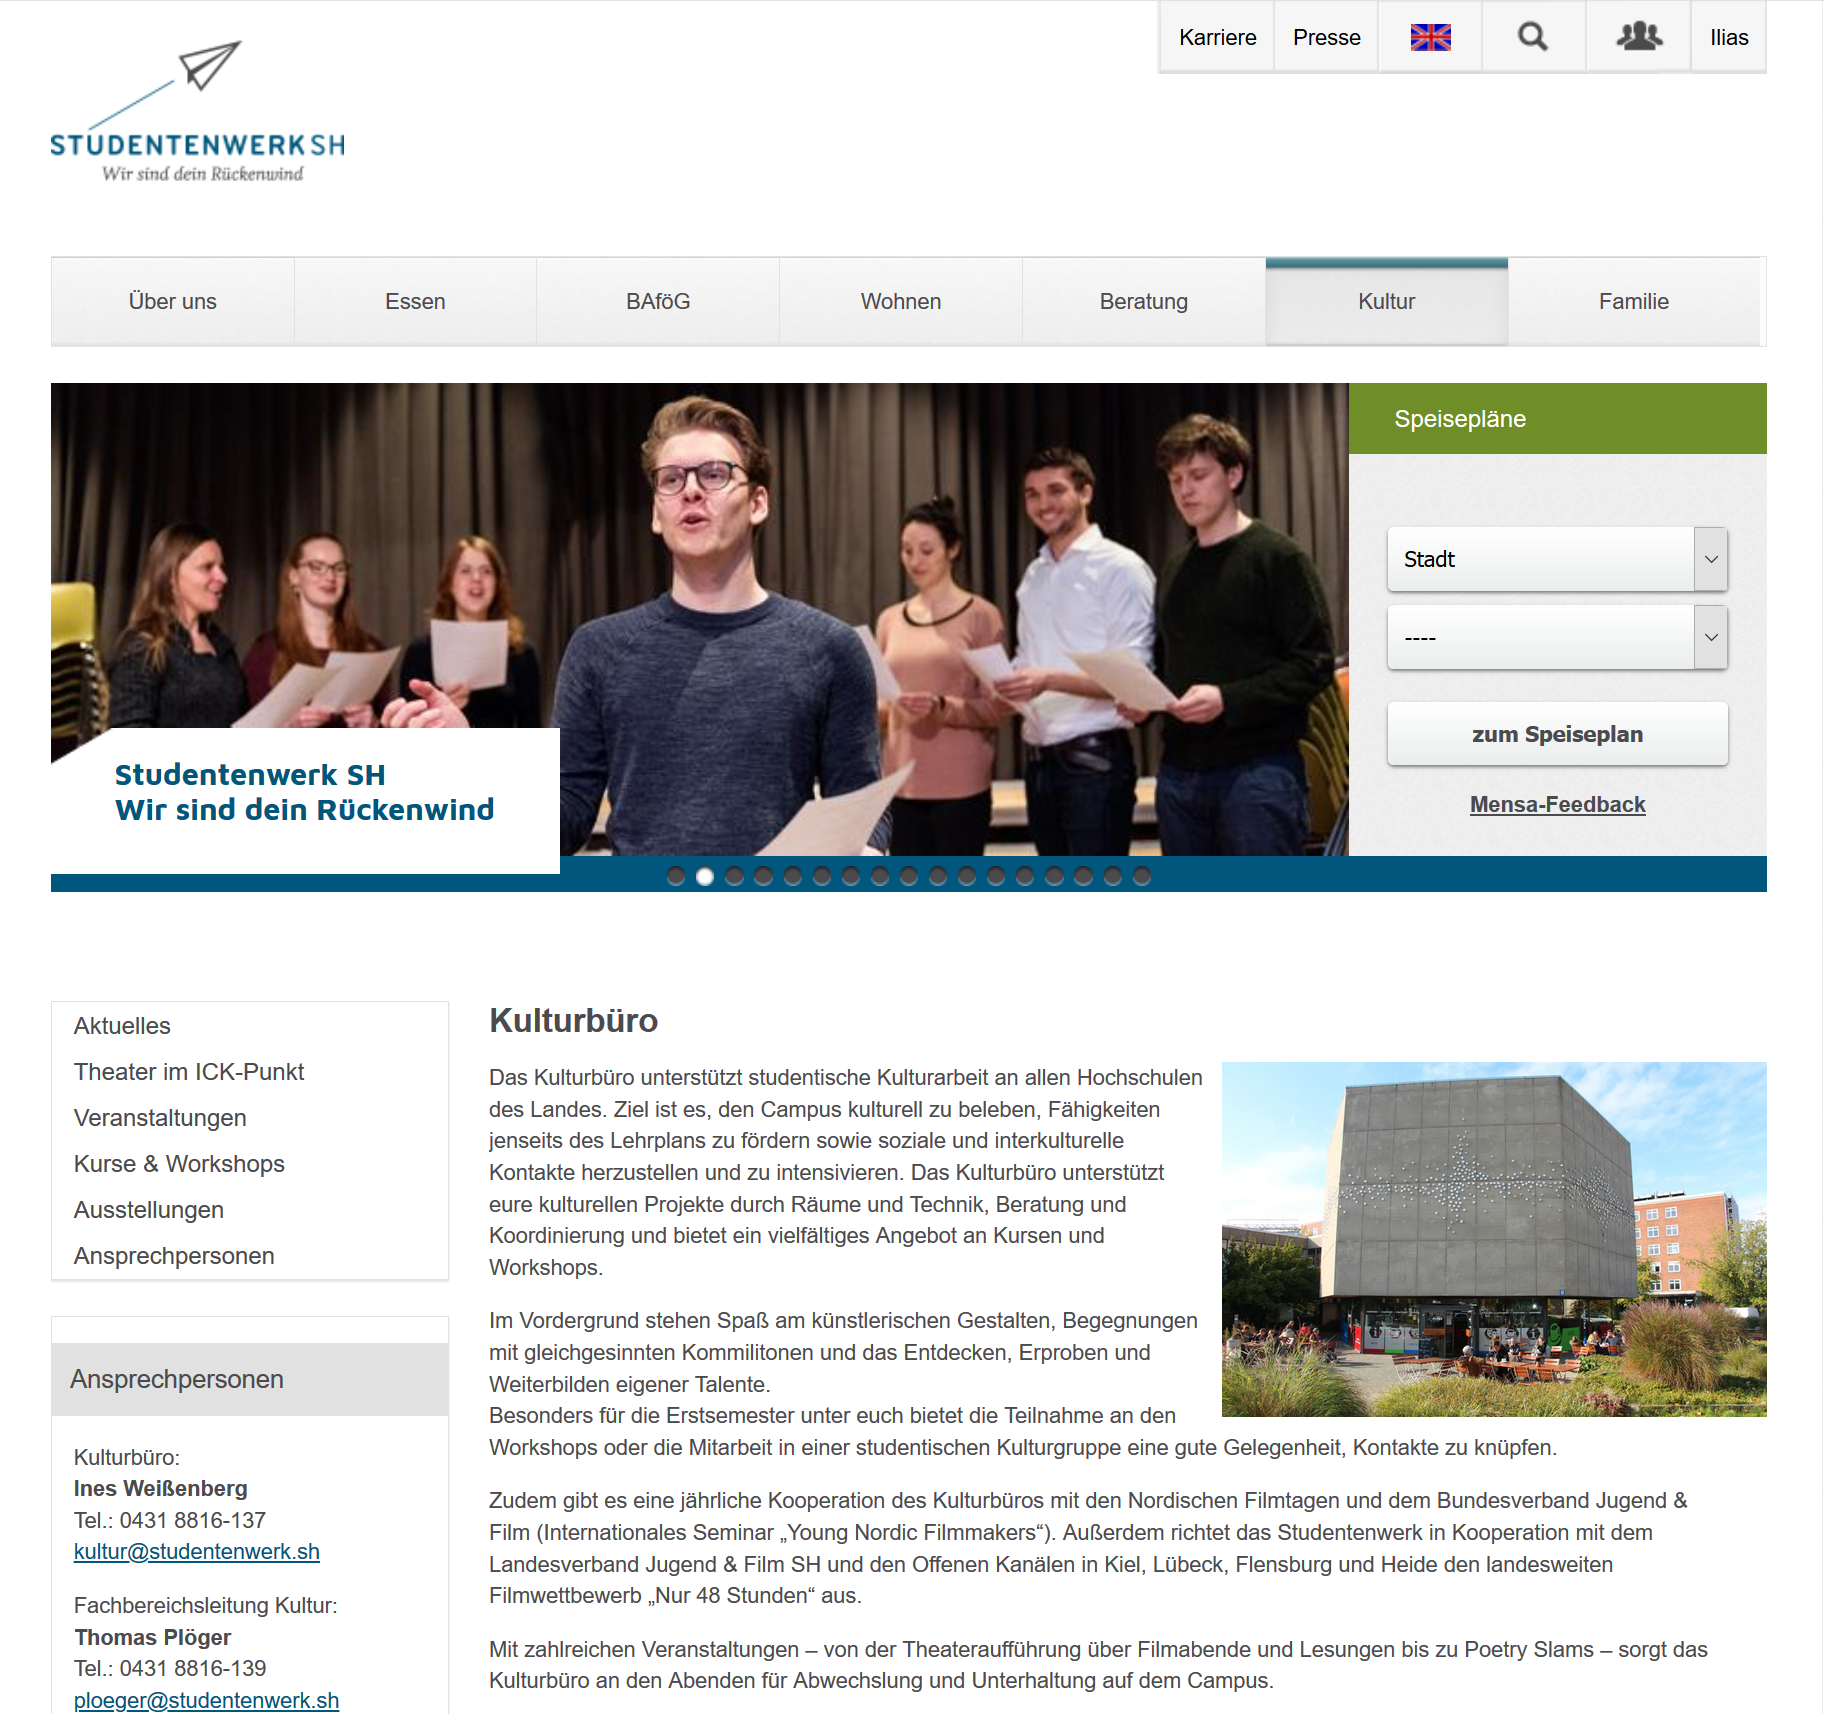 Karriere
Presse
Ilias
STUDENTENWERK SH
Wir sind dein Rückenwind
Über uns
Essen
BAföG
Wohnen
Beratung
Kultur
Familie
Studentenwerk SH
Wir sind dein Rückenwind
Speisepläne
Stadt
----
zum Speiseplan
Mensa-Feedback
Aktuelles
Theater im ICK-Punkt
Veranstaltungen
Kurse & Workshops
Ausstellungen
Ansprechpersonen
Ansprechpersonen
Kulturbüro:
Ines Weißenberg
Tel.: 0431 8816-137
kultur@studentenwerk.sh
Fachbereichsleitung Kultur:
Thomas Plöger
Tel.: 0431 8816-139
ploeger@studentenwerk.sh
Kulturbüro
Das Kulturbüro unterstützt studentische Kulturarbeit an allen Hochschulen
des Landes. Ziel ist es, den Campus kulturell zu beleben, Fähigkeiten
jenseits des Lehrplans zu fördern sowie soziale und interkulturelle
Kontakte herzustellen und zu intensivieren. Das Kulturbüro unterstützt
eure kulturellen Projekte durch Räume und Technik, Beratung und
Koordinierung und bietet ein vielfältiges Angebot an Kursen und
Workshops.
Im Vordergrund stehen Spaß am künstlerischen Gestalten, Begegnungen
mit gleichgesinnten Kommilitonen und das Entdecken, Erproben und
Weiterbilden eigener Talente.
Besonders für die Erstsemester unter euch bietet die Teilnahme an den
Workshops oder die Mitarbeit in einer studentischen Kulturgruppe eine gute Gelegenheit, Kontakte zu knüpfen.
Zudem gibt es eine jährliche Kooperation des Kulturbüros mit den Nordischen Filmtagen und dem Bundesverband Jugend &
Film (Internationales Seminar „Young Nordic Filmmakers“). Außerdem richtet das Studentenwerk in Kooperation mit dem
Landesverband Jugend & Film SH und den Offenen Kanälen in Kiel, Lübeck, Flensburg und Heide den landesweiten
Filmwettbewerb „Nur 48 Stunden“ aus.
Mit zahlreichen Veranstaltungen – von der Theateraufführung über Filmabende und Lesungen bis zu Poetry Slams – sorgt das
Kulturbüro an den Abenden für Abwechslung und Unterhaltung auf dem Campus.